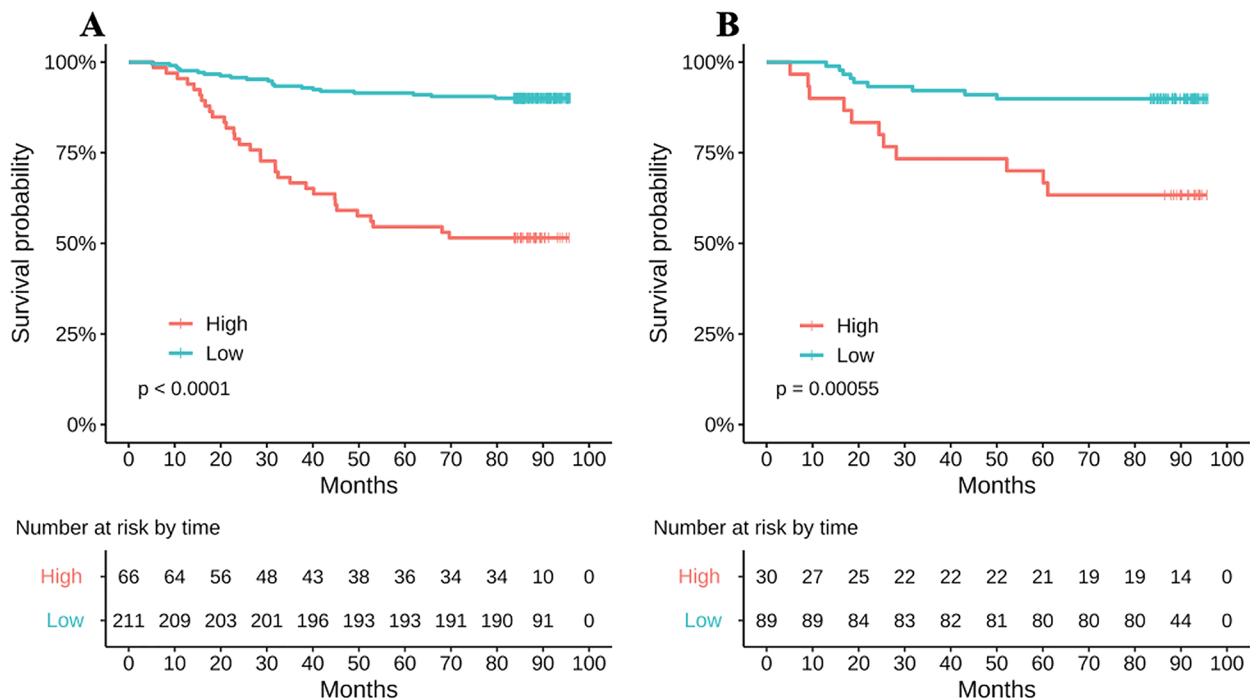 A
100%
75%
50%
25%
0%
Survival probability
High
Low
p < 0.0001
0 10 20 30 40 50 60 70 80 90 100
Months
Number at risk by time
High 66 64 56 48 43 38 36 34 34 10 0
Low 211 209 203 201 196 193 193 191 190 91 0
0 10 20 30 40 50 60 70 80 90 100
Months
B
100%
75%
50%
25%
0%
Survival probability
High
Low
p = 0.00055
0 10 20 30 40 50 60 70 80 90 100
Months
Number at risk by time
High 30 27 25 22 22 22 21 19 19 14 0
Low 89 89 84 83 82 81 80 80 80 44 0
0 10 20 30 40 50 60 70 80 90 100
Months